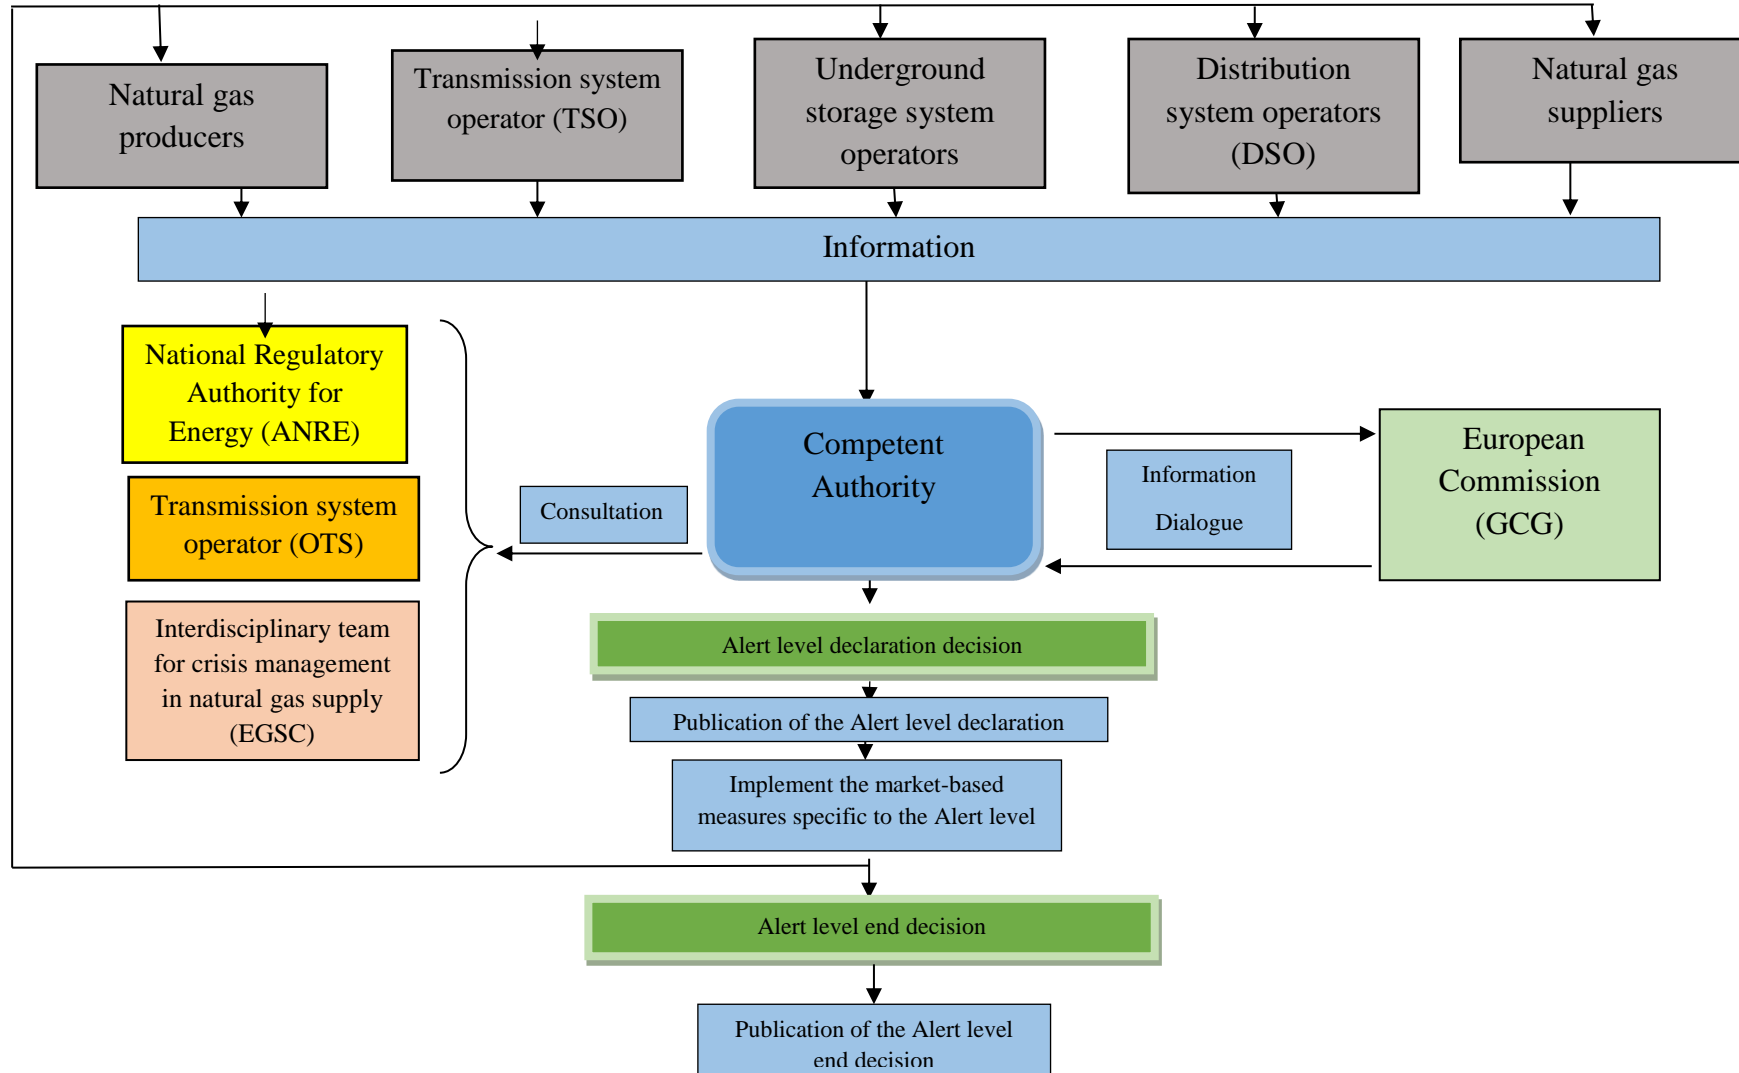 Natural gas
producers
Transmission system
operator (TSO)
Underground
storage system
operators
Distribution
system operators
(DSO)
Natural gas
suppliers
Information
National Regulatory
Authority for
Energy (ANRE)
Transmission system
operator (OTS)
Interdisciplinary team
for crisis management
in natural gas supply
(EGSC)
Consultation
Competent
Authority
Information
Dialogue
European
Commission
(GCG)
Alert level declaration decision
Publication of the Alert level declaration
Implement the market-based
measures specific to the Alert level
Alert level end decision
Publication of the Alert level
end decision